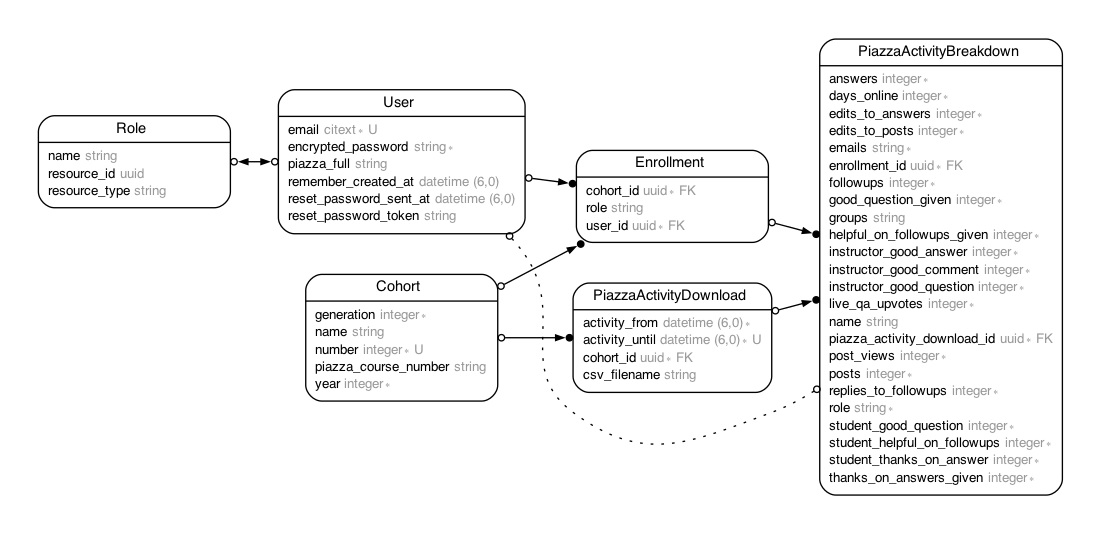 Role
name string
resource_id uuid
resource_type string
User
email citext∗ U
encrypted_password string∗
piazza_full string
remember_created_at datetime (6,0)
reset_password_sent_at datetime (6,0)
reset_password_token string
Cohort
generation integer∗
name string
number integer∗ U
piazza_course_number string
year integer∗
Enrollment
cohort_id uuid∗ FK
role string
user_id uuid∗ FK
PiazzaActivityDownload
activity_from datetime (6,0)∗
activity_until datetime (6,0)∗ U
cohort_id uuid∗ FK
csv_filename string
PiazzaActivityBreakdown
answers integer∗
days_online integer∗
edits_to_answers integer∗
edits_to_posts integer∗
emails string∗
enrollment_id uuid∗ FK
followups integer∗
good_question_given integer∗
groups string
helpful_on_followups_given integer∗
instructor_good_answer integer∗
instructor_good_comment integer∗
instructor_good_question integer∗
live_qa_upvotes integer∗
name string
piazza_activity_download_id uuid∗ FK
post_views integer∗
posts integer∗
replies_to_followups integer∗
role string∗
student_good_question integer∗
student_helpful_on_followups integer∗
student_thanks_on_answer integer∗
thanks_on_answers_given integer∗